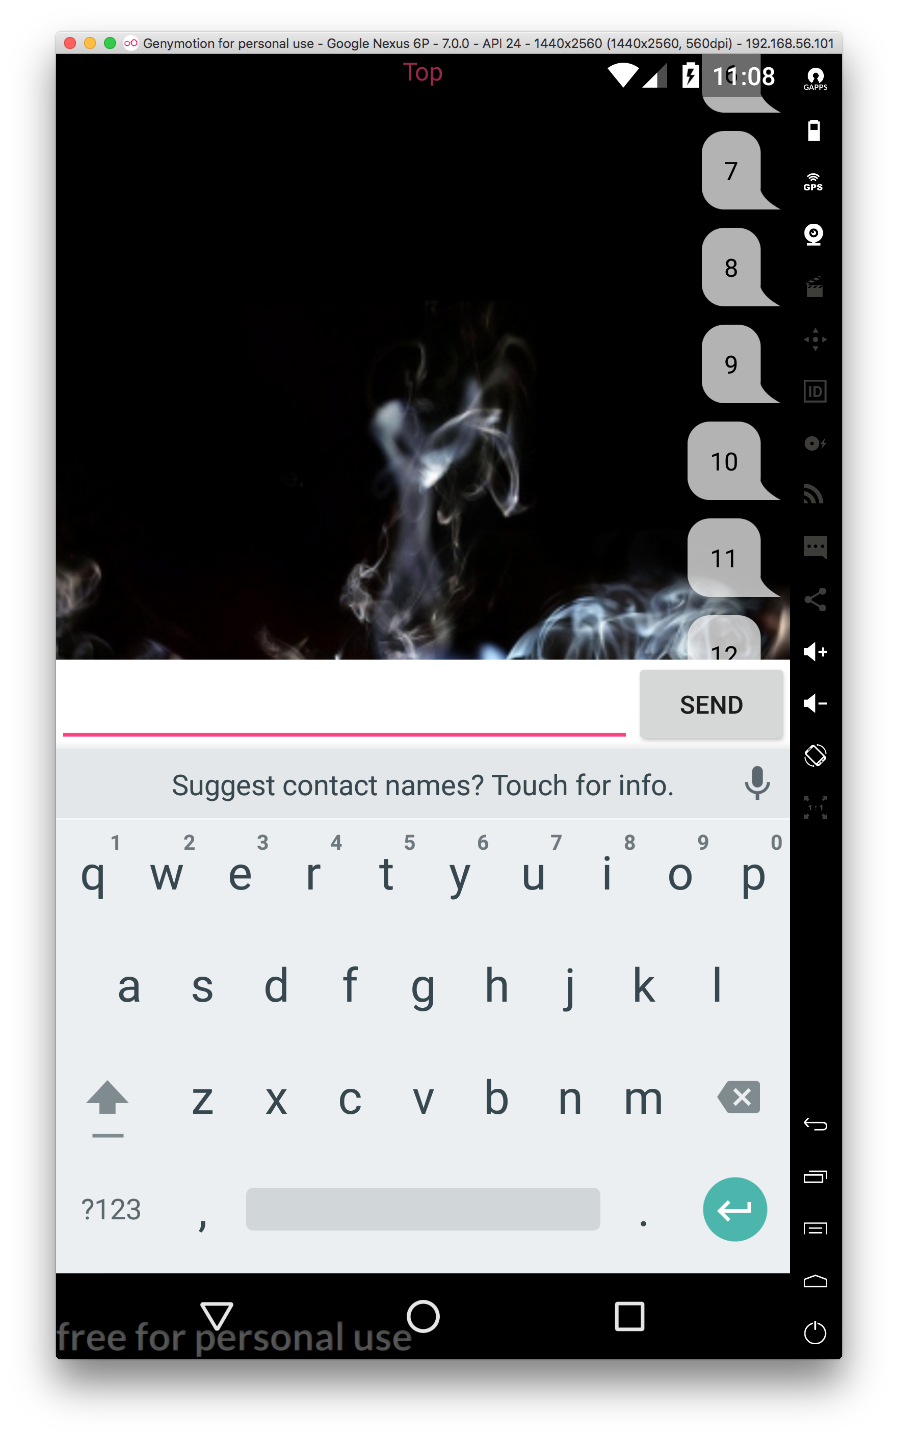 Genymotion for personal use - Google Nexus 6P - 7.0.0 - API 24 - 1440x2560 (1440x2560, 560dpi) - 192.168.56.101
Top
6
11:08
GAPPS
7
GPS
8
9
ID
10
11
12
SEND
Suggest contact names? Touch for info.
1 2 3 4 5 6 7 8 9 0
q w e r t y u i o p
a s d f g h j k l
z x c v b n m
?123 , .
free for personal use